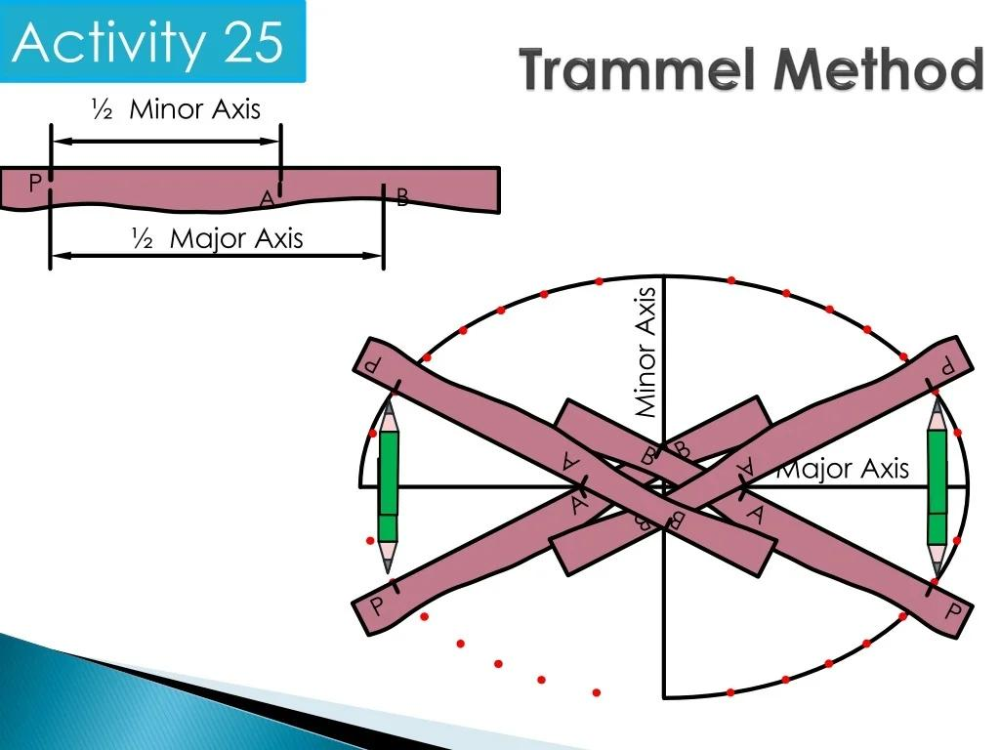 Activity 25
Trammel Method
½ Minor Axis
P
A
B
½ Major Axis
Minor Axis
P
P
B
B
A
A
Major Axis
A
A
B
B
P
P